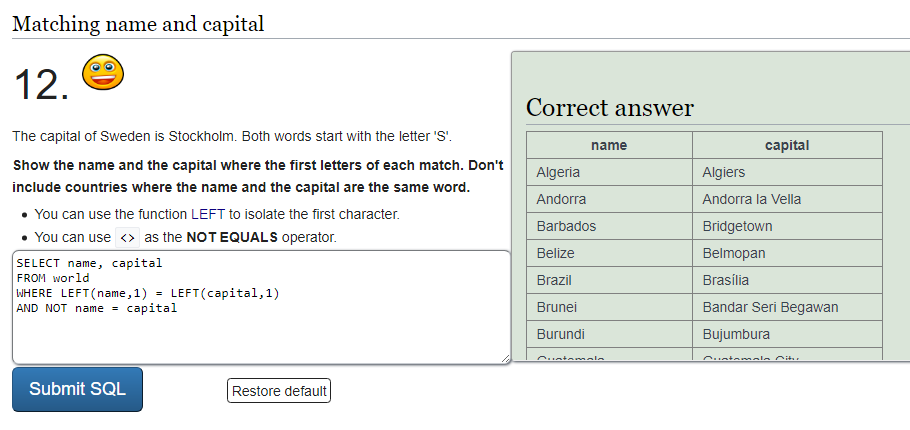 Matching name and capital
12.
The capital of Sweden is Stockholm. Both words start with the letter 'S'.
Show the name and the capital where the first letters of each match. Don't
include countries where the name and the capital are the same word.
• You can use the function LEFT to isolate the first character.
• You can use <> as the NOT EQUALS operator.
SELECT name, capital
FROM world
WHERE LEFT(name,1) = LEFT(capital,1)
AND NOT name = capital
Submit SQL
Restore default
Correct answer
name capital
Algeria Algiers
Andorra Andorra la Vella
Barbados Bridgetown
Belize Belmopan
Brazil Brasília
Brunei Bandar Seri Begawan
Burundi Bujumbura
Guatemala Guatemala City